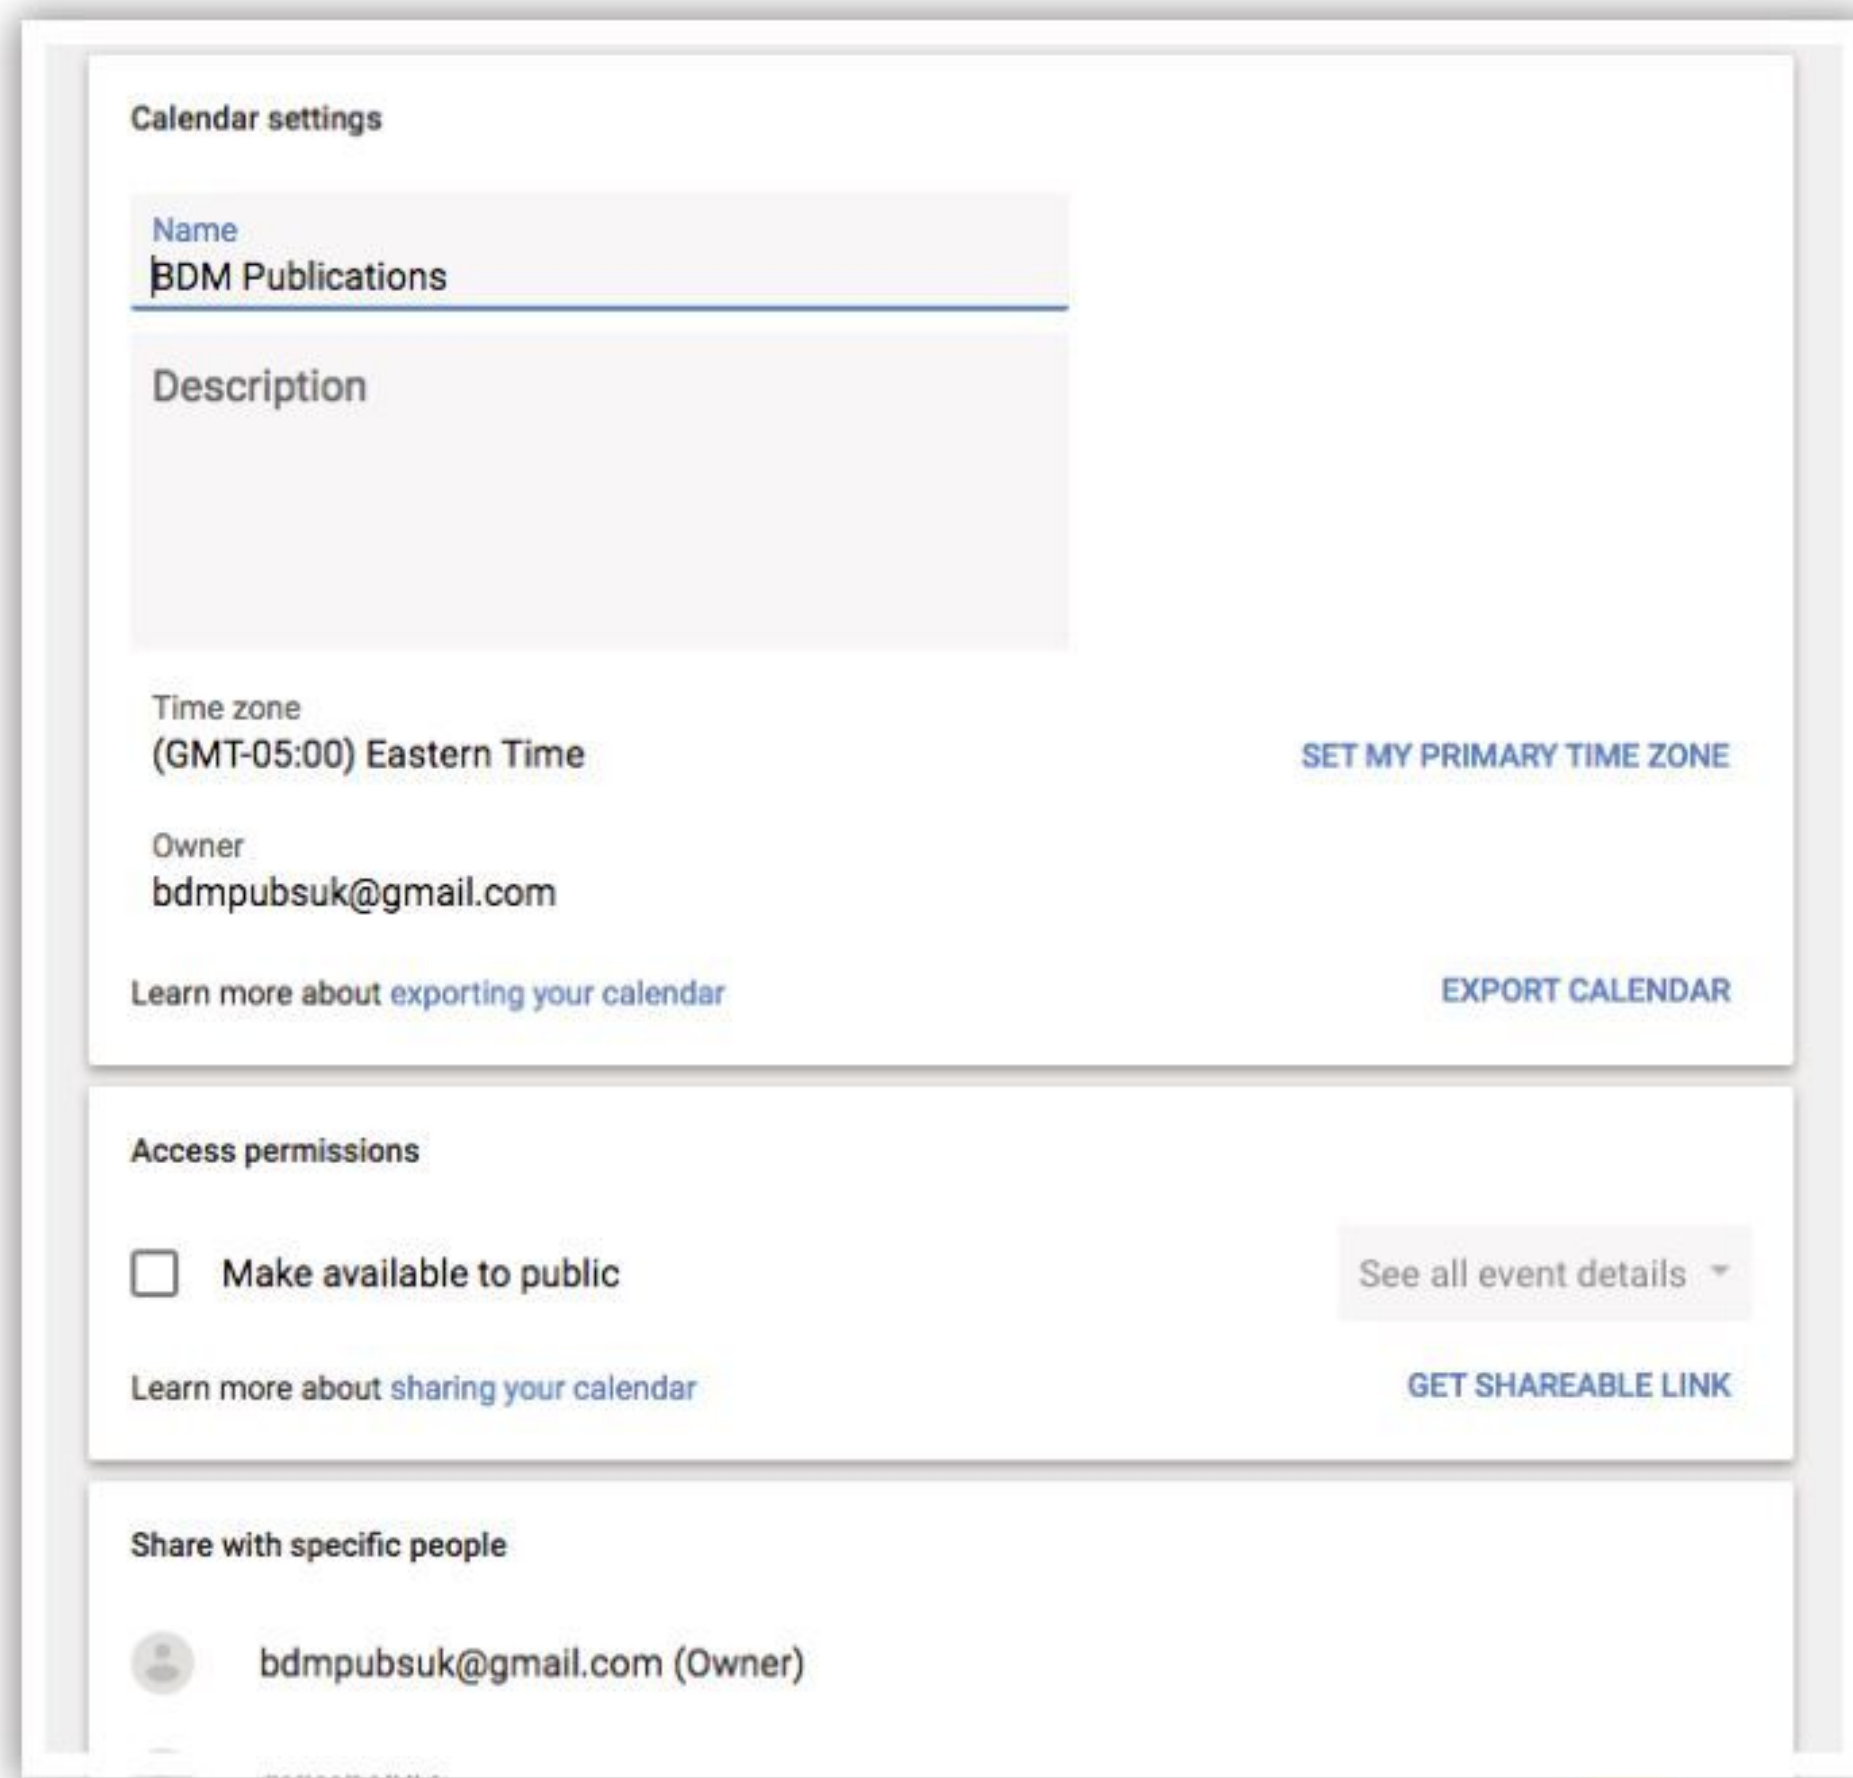 Calendar settings
Name
BDM Publications
Description
Time zone
(GMT-05:00) Eastern Time
SET MY PRIMARY TIME ZONE
Owner
bdmpubsuk@gmail.com
Learn more about exporting your calendar
EXPORT CALENDAR
Access permissions
Make available to public
See all event details
Learn more about sharing your calendar
GET SHAREABLE LINK
Share with specific people
bdmpubsuk@gmail.com (Owner)